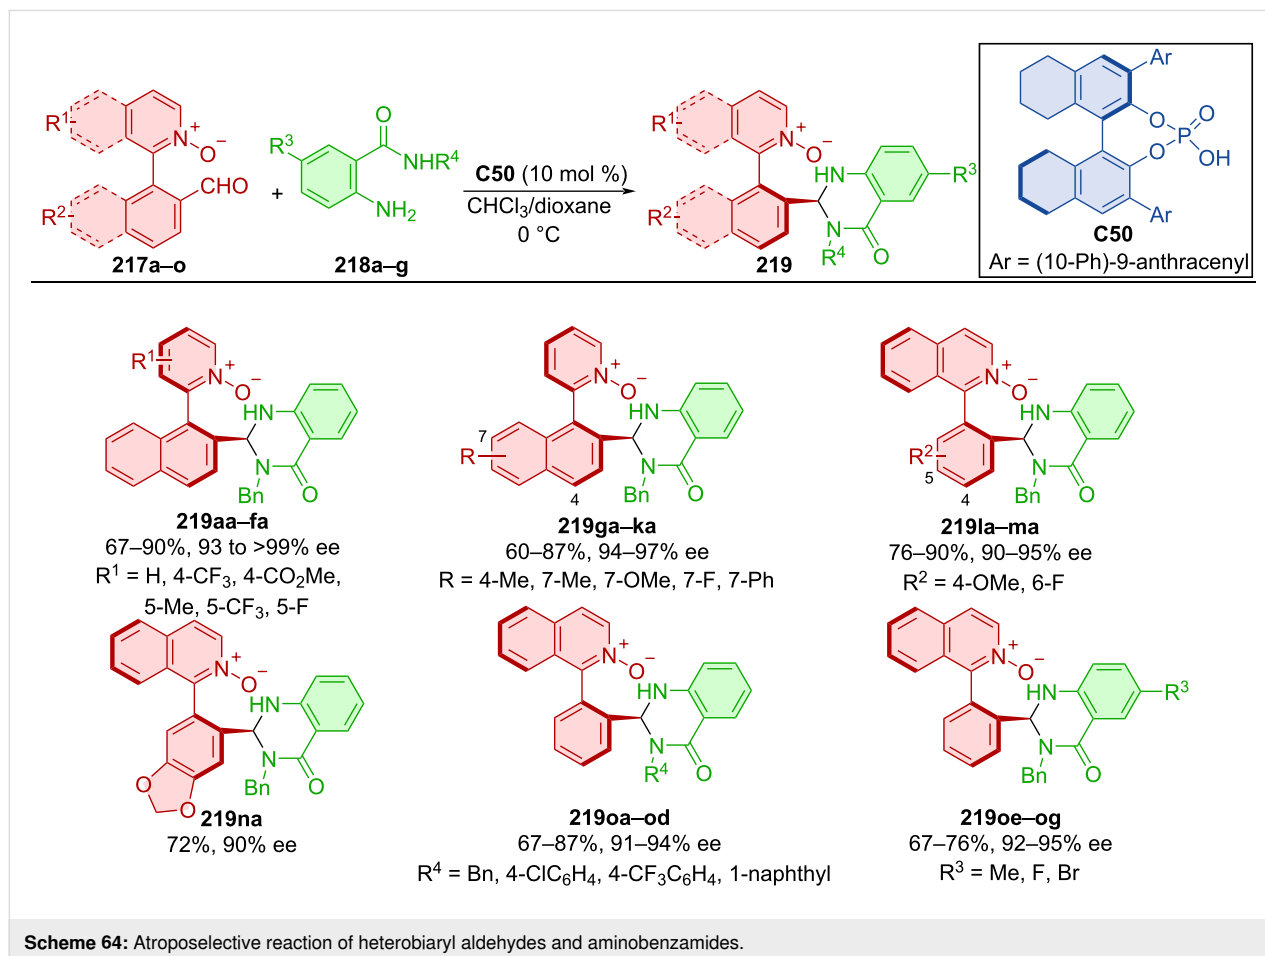 R1 N + O − R2 CHO
+
R3 O NHR4 NH2
C50 (10 mol %)
CHCl3/dioxane
0 °C
R1 N + O − R2 HN R3 N R4 O
Ar O P O OH O Ar
C50
Ar = (10-Ph)-9-anthracenyl
217a–o 218a–g 219
R1 N + O − HN N Bn O
219aa–fa
67–90%, 93 to >99% ee
R1 = H, 4-CF3, 4-CO2Me,
5-Me, 5-CF3, 5-F
N + O − HN 7 R 4 N Bn O
219ga–ka
60–87%, 94–97% ee
R = 4-Me, 7-Me, 7-OMe, 7-F, 7-Ph
N + O − HN R2 5 4 N Bn O
219la–ma
76–90%, 90–95% ee
R2 = 4-OMe, 6-F
N + O − HN N Bn O O O
219na
72%, 90% ee
N + O − HN N R4 O
219oa–od
67–87%, 91–94% ee
R4 = Bn, 4-ClC6H4, 4-CF3C6H4, 1-naphthyl
N + O − HN R3 N Bn O
219oe–og
67–76%, 92–95% ee
R3 = Me, F, Br
Scheme 64: Atroposelective reaction of heterobiaryl aldehydes and aminobenzamides.